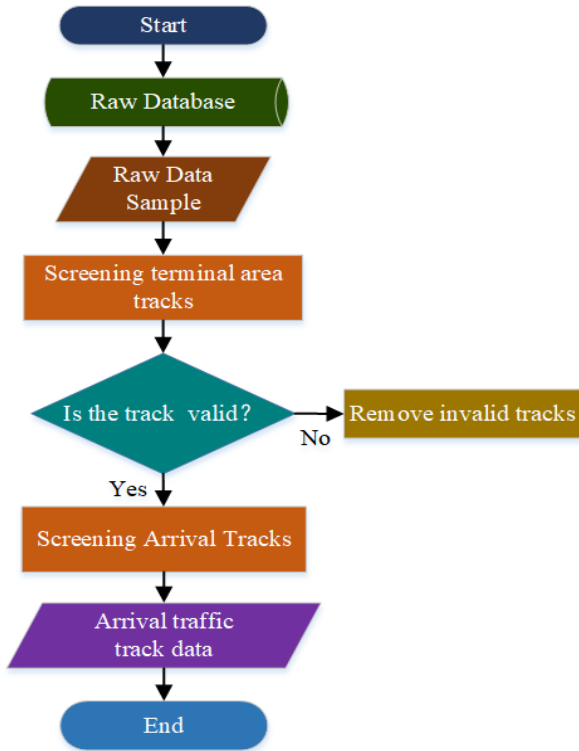 Start
Raw Database
Raw Data
Sample
Screening terminal area
tracks
Is the track valid?
No
Remove invalid tracks
Yes
Screening Arrival Tracks
Arrival traffic
track data
End